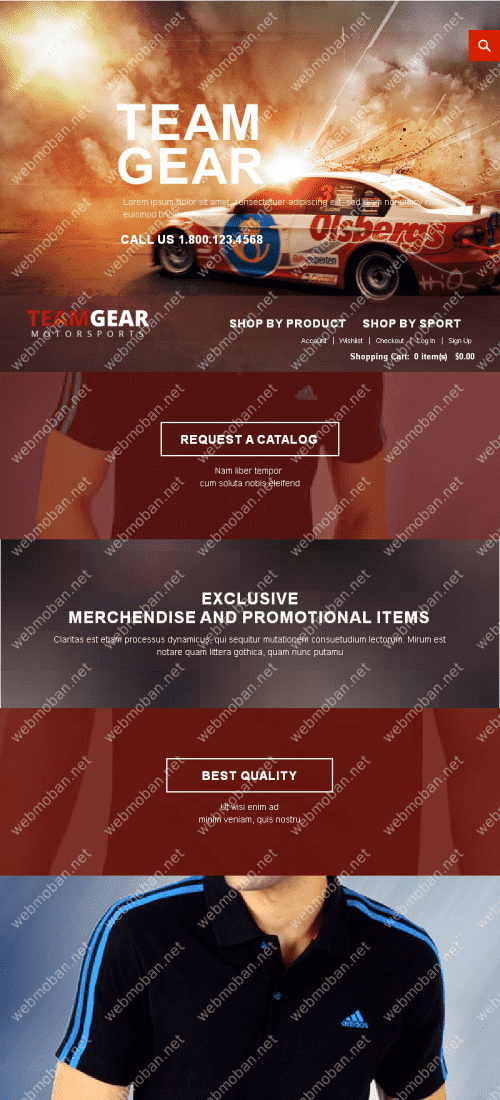 TEAM
GEAR
Lorem ipsum dolor sit amet, consectetuer adipiscing elit, sed diam nonummy
euismod
CALL US 1.800.123.4568
3
Olsbergs
experten
TEAMGEAR
MOTORSPORTS
SHOP BY PRODUCT SHOP BY SPORT
Account | Wishlist | Checkout | Log In | Sign Up
Shopping Cart: 0 item(s) $0.00
REQUEST A CATALOG
Nam liber tempor
cum soluta nobis eleifend
EXCLUSIVE
MERCHENDISE AND PROMOTIONAL ITEMS
Claritas est etiam processus dynamicus, qui sequitur mutationem consuetudium lectorum. Mirum est
notare quam littera gothica, quam nunc putamu
BEST QUALITY
Ut wisi enim ad
minim veniam, quis nostru
adidas
webmoban.net